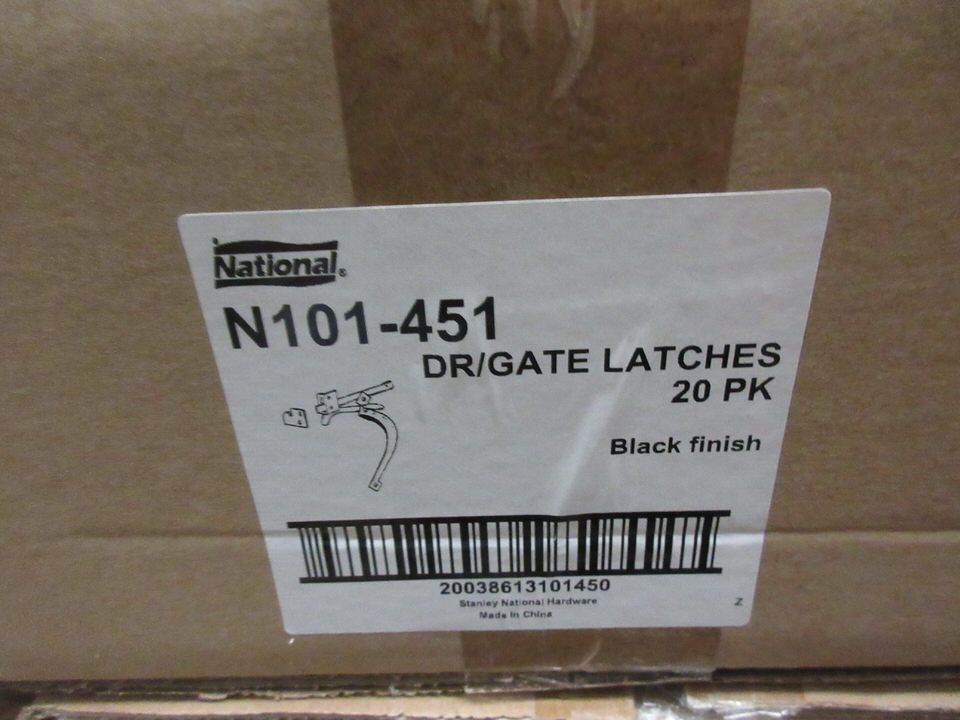 National®
N101-451
DR/GATE LATCHES
20 PK
Black finish
20038613101450
Stanley National Hardware
Made In China
Z